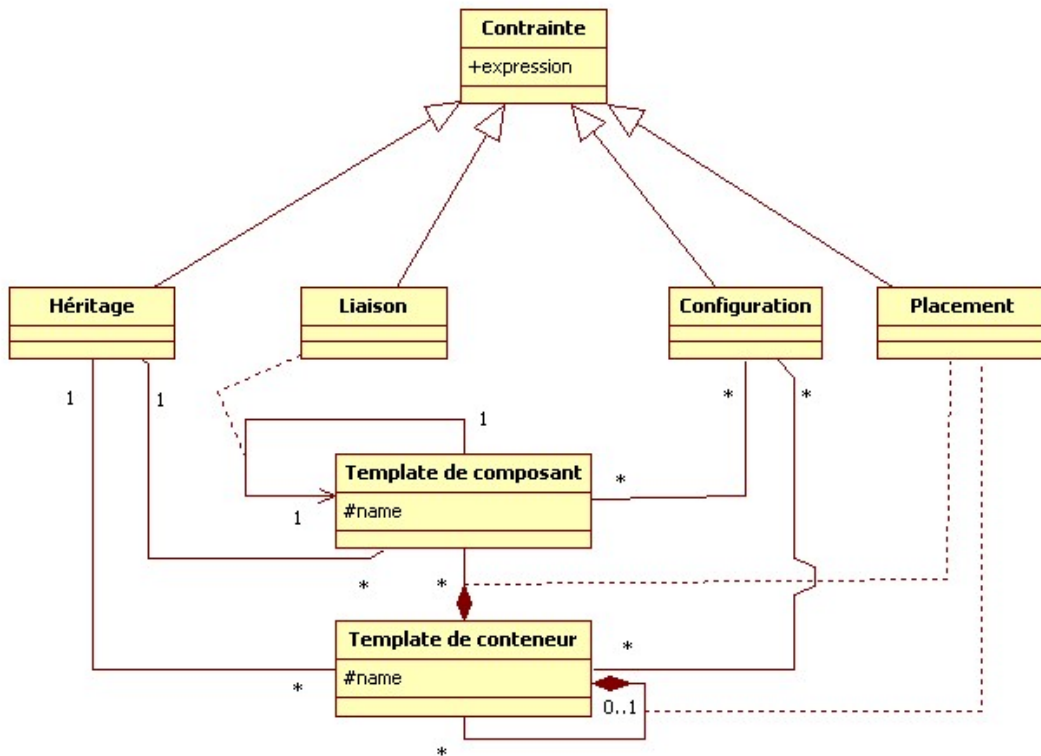 Contrainte
+expression
Héritage
Liaison
Configuration
Placement
1
1
*
*
1
Template de composant
*
#name
1
*
*
Template de conteneur
*
#name
*
0..1
*